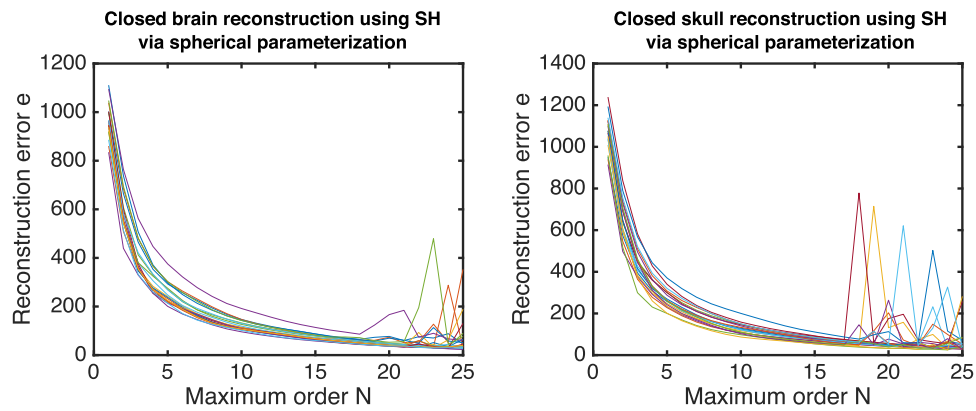 Closed brain reconstruction using SH
via spherical parameterization
1200
1000
800
600
400
200
0
0 5 10 15 20 25
Reconstruction error e
Maximum order N
Closed skull reconstruction using SH
via spherical parameterization
1400
1200
1000
800
600
400
200
0
0 5 10 15 20 25
Reconstruction error e
Maximum order N